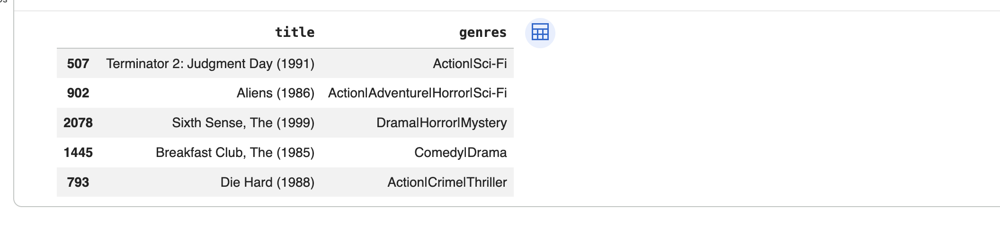 title genres
507 Terminator 2: Judgment Day (1991) Action|Sci-Fi
902 Aliens (1986) Action|Adventure|Horror|Sci-Fi
2078 Sixth Sense, The (1999) Drama|Horror|Mystery
1445 Breakfast Club, The (1985) Comedy|Drama
793 Die Hard (1988) Action|Crime|Thriller